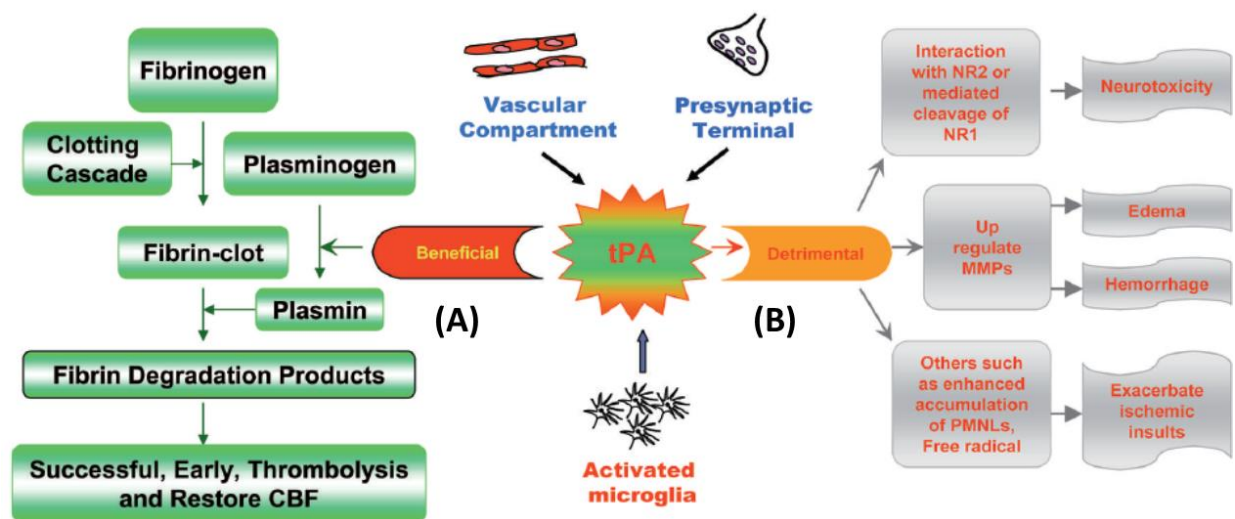 Fibrinogen
Clotting
Cascade
Plasminogen
Fibrin-clot
Plasmin
Fibrin Degradation Products
Successful, Early, Thrombolysis
and Restore CBF
Beneficial
(A)
Vascular
Compartment
Presynaptic
Terminal
tPA
Activated
microglia
Detrimental
(B)
Interaction
with NR2 or
mediated
cleavage of
NR1
Neurotoxicity
Up
regulate
MMPs
Edema
Hemorrhage
Others such
as enhanced
accumulation
of PMNLs,
Free radical
Exacerbate
ischemic
insults